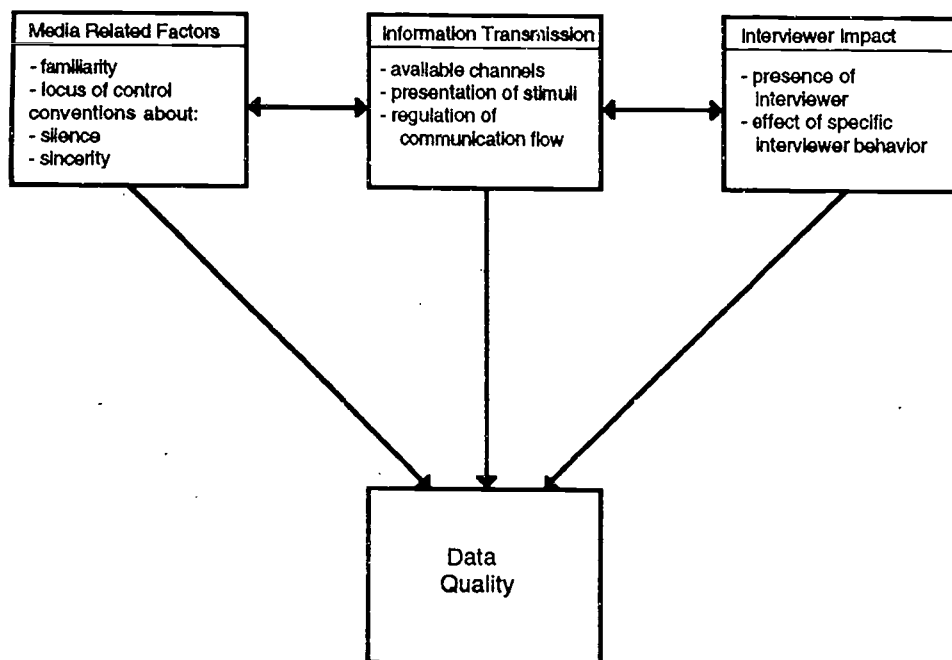 Media Related Factors
- familiarity
- locus of control
conventions about:
- silence
- sincerity
Information Transmission
- available channels
- presentation of stimuli
- regulation of
communication flow
Interviewer Impact
- presence of
interviewer
- effect of specific
interviewer behavior
Data
Quality